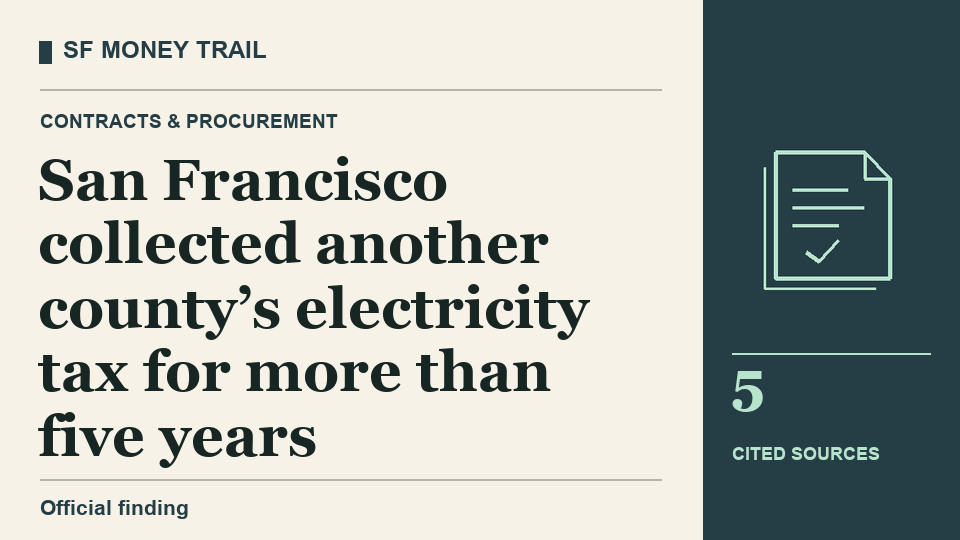 SF MONEY TRAIL
CONTRACTS & PROCUREMENT
San Francisco
collected another
county’s electricity
tax for more than
five years
Official finding
5
CITED SOURCES